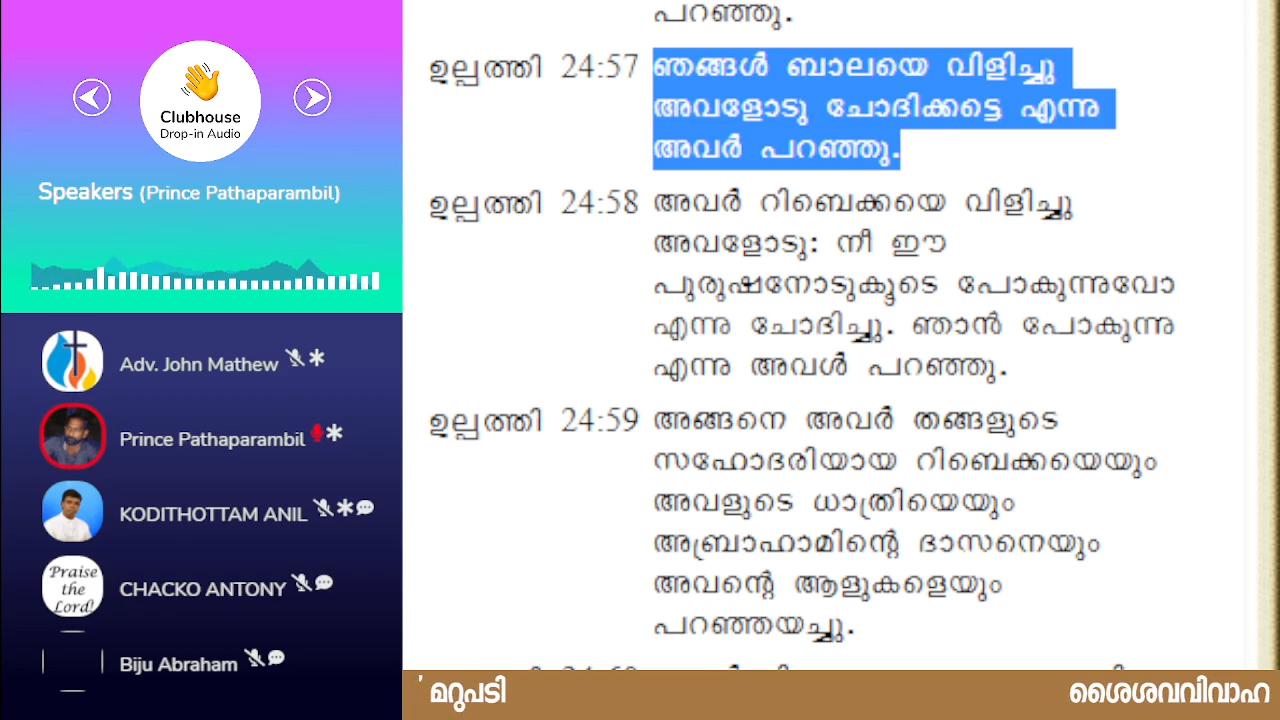 Clubhouse
Drop-in Audio
Speakers (Prince Pathaparambil)
Adv. John Mathew
Prince Pathaparambil
KODITHOTTAM ANIL
Praise
the
Lord!
CHACKO ANTONY
Biju Abraham
പറഞ്ഞു.
ഉല്പത്തി 24:57 ഞങ്ങൾ ബാലയെ വിളിച്ചു
അവളോടു ചോദിക്കട്ടെ എന്നു
അവർ പറഞ്ഞു.
ഉല്പത്തി 24:58 അവർ റിബെക്കയെ വിളിച്ചു
അവളോടു: നീ ഈ
പുരുഷനോടുകൂടെ പോകുന്നുവോ
എന്നു ചോദിച്ചു. ഞാൻ പോകുന്നു
എന്നു അവൾ പറഞ്ഞു.
ഉല്പത്തി 24:59 അങ്ങനെ അവർ തങ്ങളുടെ
സഹോദരിയായ റിബെക്കയെയും
അവളുടെ ധാത്രിയെയും
അബ്രാഹാമിന്റെ ദാസനെയും
അവന്റെ ആളുകളെയും
പറഞ്ഞയച്ചു.
' മറുപടി ശൈശവവിവാഹ